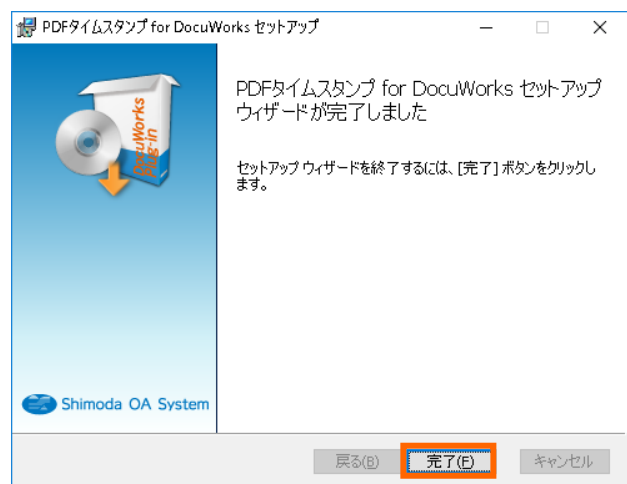 PDFタイムスタンプ for DocuWorks セットアップ
DocuWorks
Plug-in
PDFタイムスタンプ for DocuWorks セットアップ
ウィザードが完了しました
セットアップ ウィザードを終了するには、[完了] ボタンをクリックし
ます。
Shimoda OA System
戻る(B)
完了(F)
キャンセル